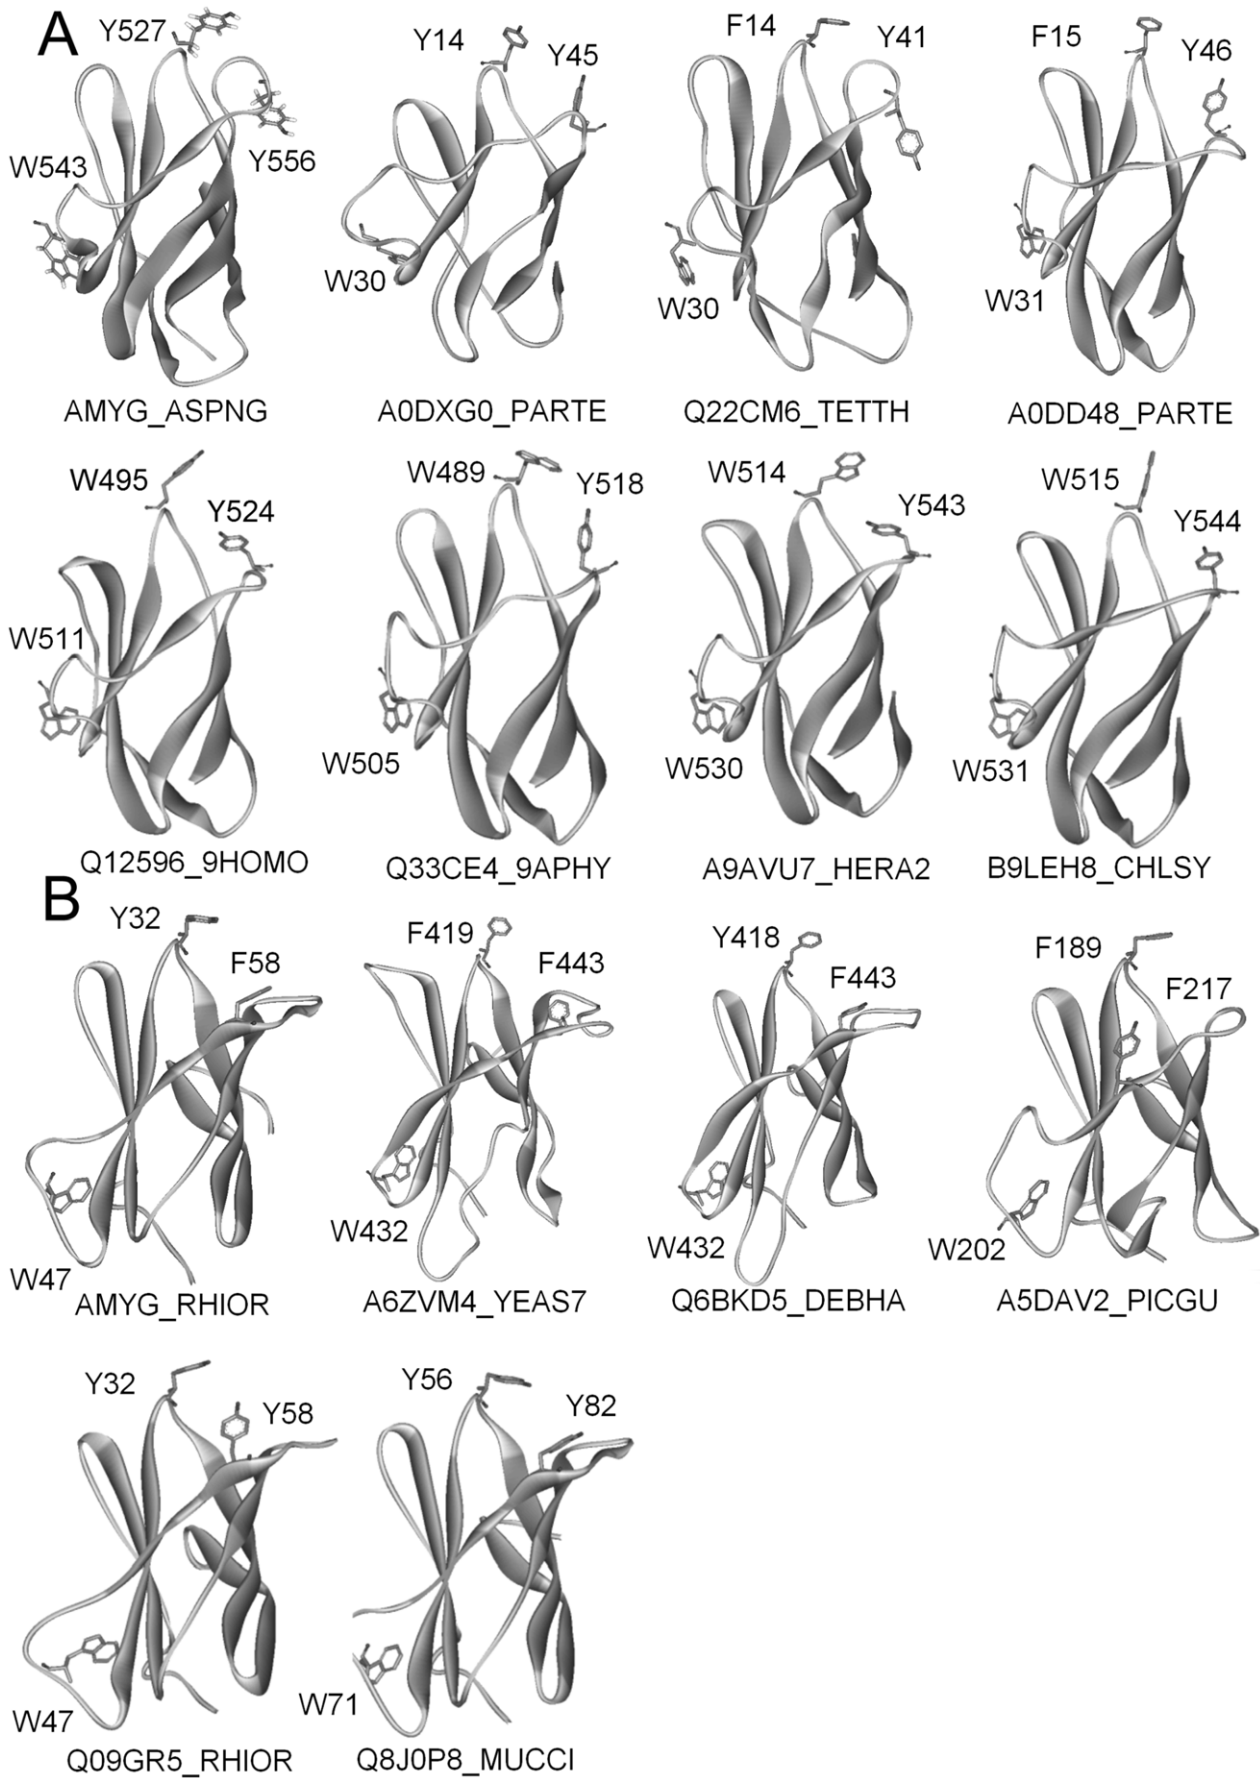 A
Y527
Y556
W543
AMYG_ASPNG
Y14
Y45
W30
A0DXG0_PARTE
F14
Y41
W30
Q22CM6_TETTH
F15
Y46
W31
A0DD48_PARTE
W495
Y524
W511
Q12596_9HOMO
W489
Y518
W505
Q33CE4_9APHY
W514
Y543
W530
A9AVU7_HERA2
W515
Y544
W531
B9LEH8_CHLSY
B
Y32
F58
W47
AMYG_RHIOR
F419
F443
W432
A6ZVM4_YEAS7
Y418
F443
W432
Q6BKD5_DEBHA
F189
F217
W202
A5DAV2_PICGU
Y32
Y58
W47
Q09GR5_RHIOR
Y56
Y82
W71
Q8J0P8_MUCCI